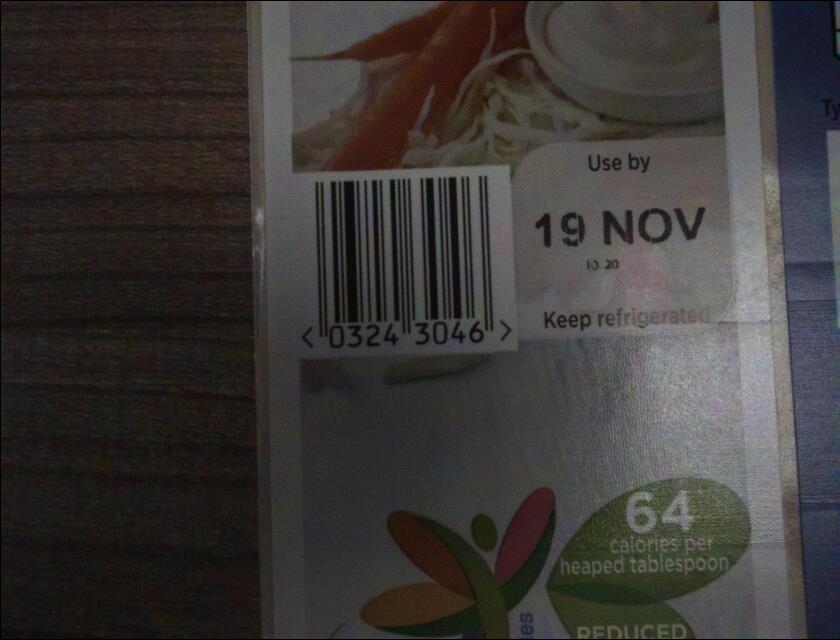 Use by
19 NOV
10 20
Keep refrigerated
<0324 3046>
64
calories per
heaped tablespoon
REDUCED